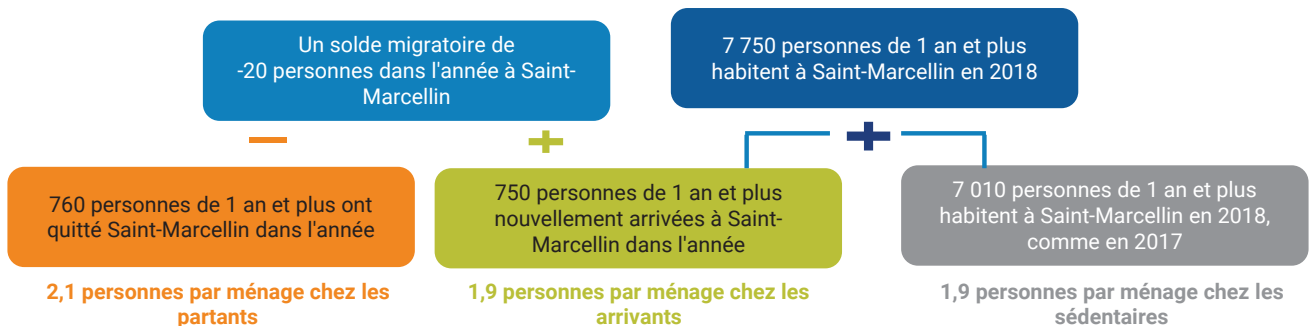 Un solde migratoire de
-20 personnes dans l'année à Saint-
Marcellin
7 750 personnes de 1 an et plus
habitent à Saint-Marcellin en 2018
760 personnes de 1 an et plus ont
quitté Saint-Marcellin dans l'année
750 personnes de 1 an et plus
nouvellement arrivées à Saint-
Marcellin dans l'année
7 010 personnes de 1 an et plus
habitent à Saint-Marcellin en 2018,
comme en 2017
2,1 personnes par ménage chez les
partants
1,9 personnes par ménage chez les
arrivants
1,9 personnes par ménage chez les
sédentaires